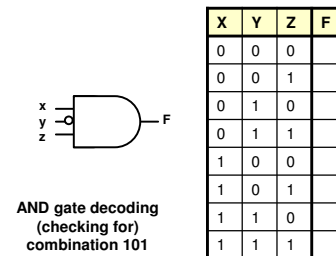 x
y
z
F
AND gate decoding
(checking for)
combination 101
X Y Z F
0 0 0
0 0 1
0 1 0
0 1 1
1 0 0
1 0 1
1 1 0
1 1 1